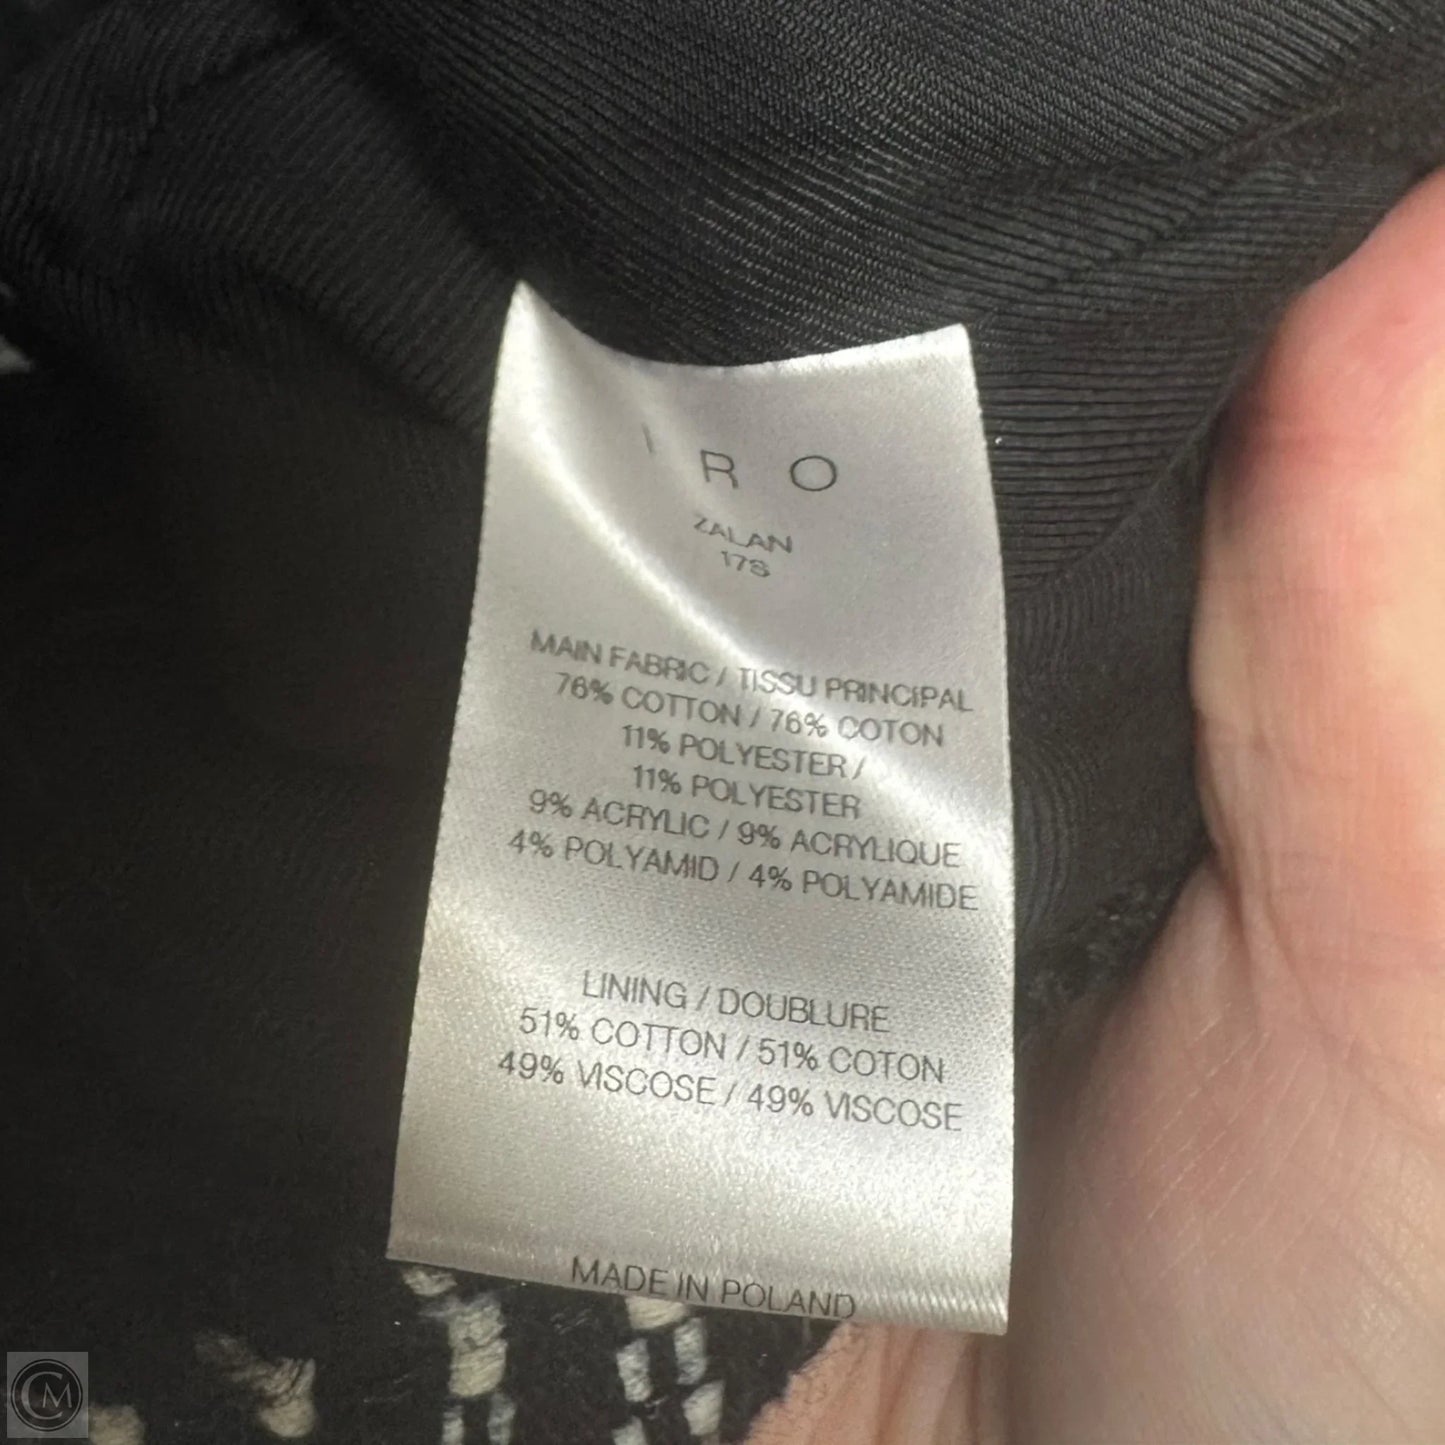 IRO
ZALAN
17S
MAIN FABRIC / TISSU PRINCIPAL
76% COTTON / 76% COTON
11% POLYESTER /
11% POLYESTER
9% ACRYLIC / 9% ACRYLIQUE
4% POLYAMID / 4% POLYAMIDE
LINING / DOUBLURE
51% COTTON / 51% COTON
49% VISCOSE / 49% VISCOSE
MADE IN POLAND
CM